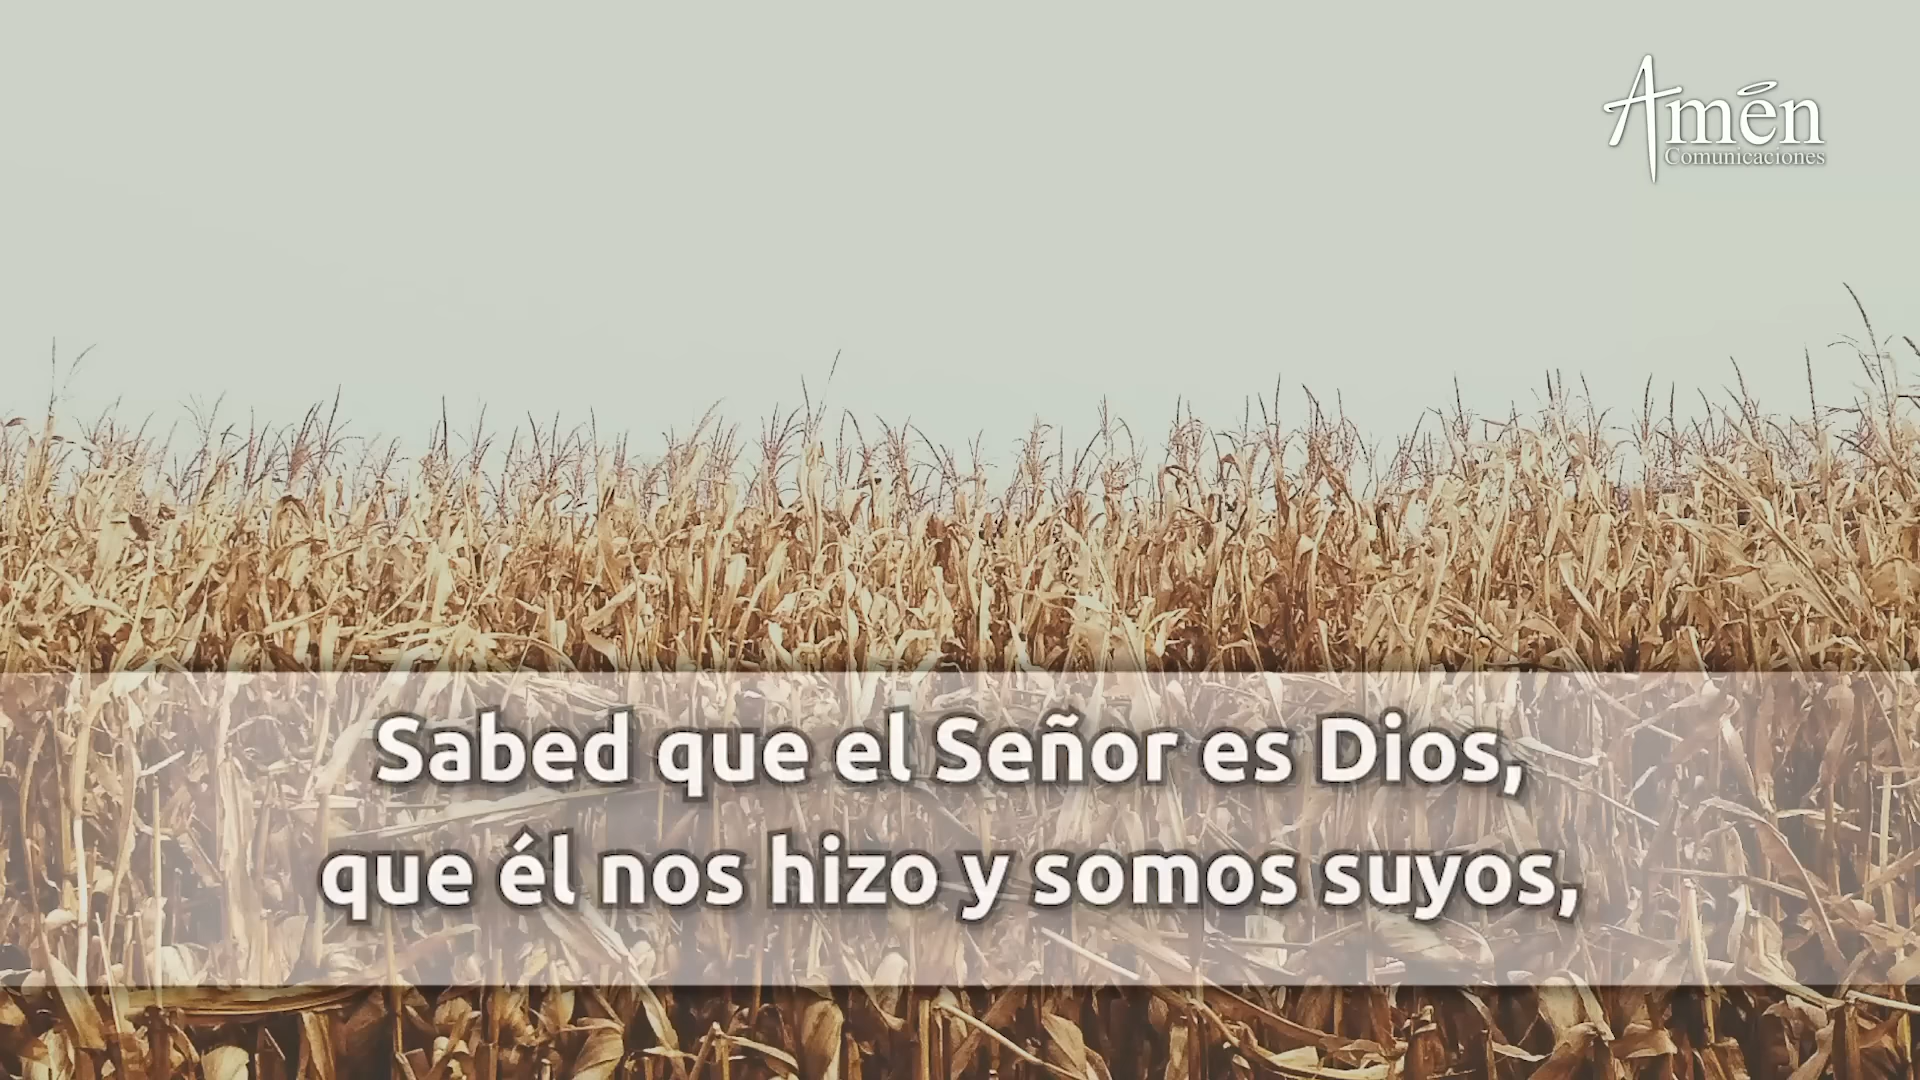 Amén
Comunicaciones
Sabed que el Señor es Dios,
que él nos hizo y somos suyos,